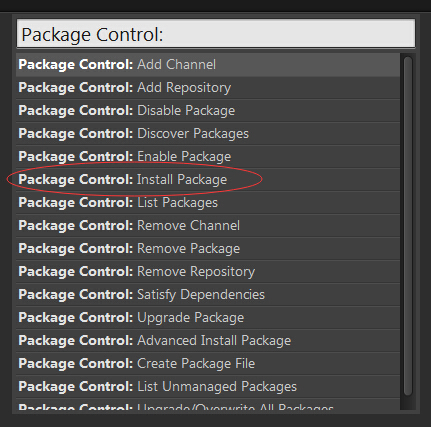 Package Control:
Package Control: Add Channel
Package Control: Add Repository
Package Control: Disable Package
Package Control: Discover Packages
Package Control: Enable Package
Package Control: Install Package
Package Control: List Packages
Package Control: Remove Channel
Package Control: Remove Package
Package Control: Remove Repository
Package Control: Satisfy Dependencies
Package Control: Upgrade Package
Package Control: Advanced Install Package
Package Control: Create Package File
Package Control: List Unmanaged Packages
Package Control: Upgrade/Overwrite All Packages